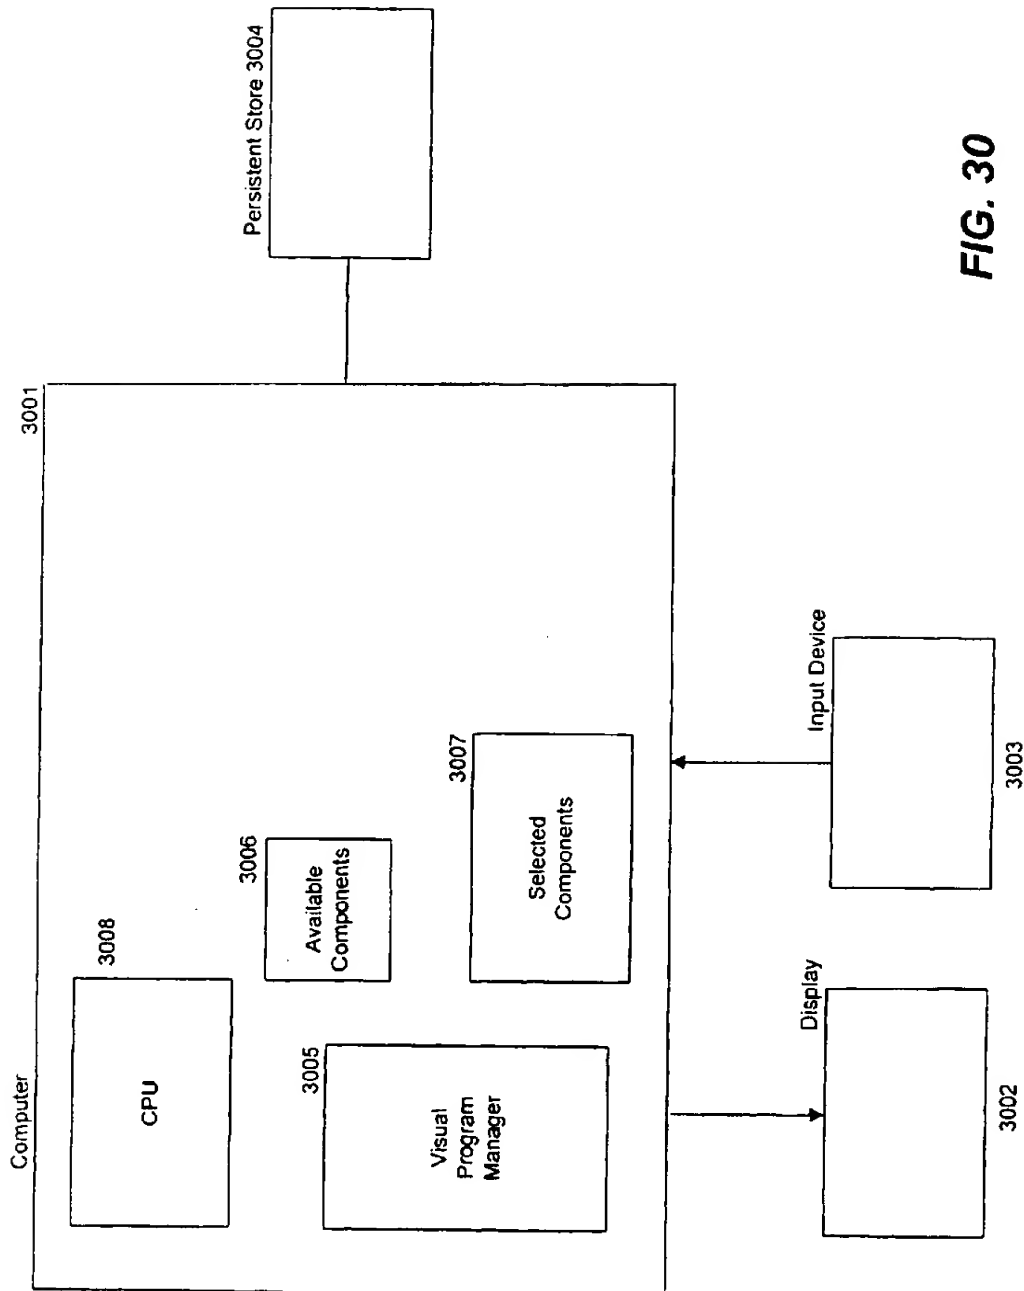 Computer
3001
CPU
3008
Visual
Program
Manager
3005
Available
Components
3006
Selected
Components
3007
Persistent Store 3004
Display
3002
Input Device
3003
FIG. 30